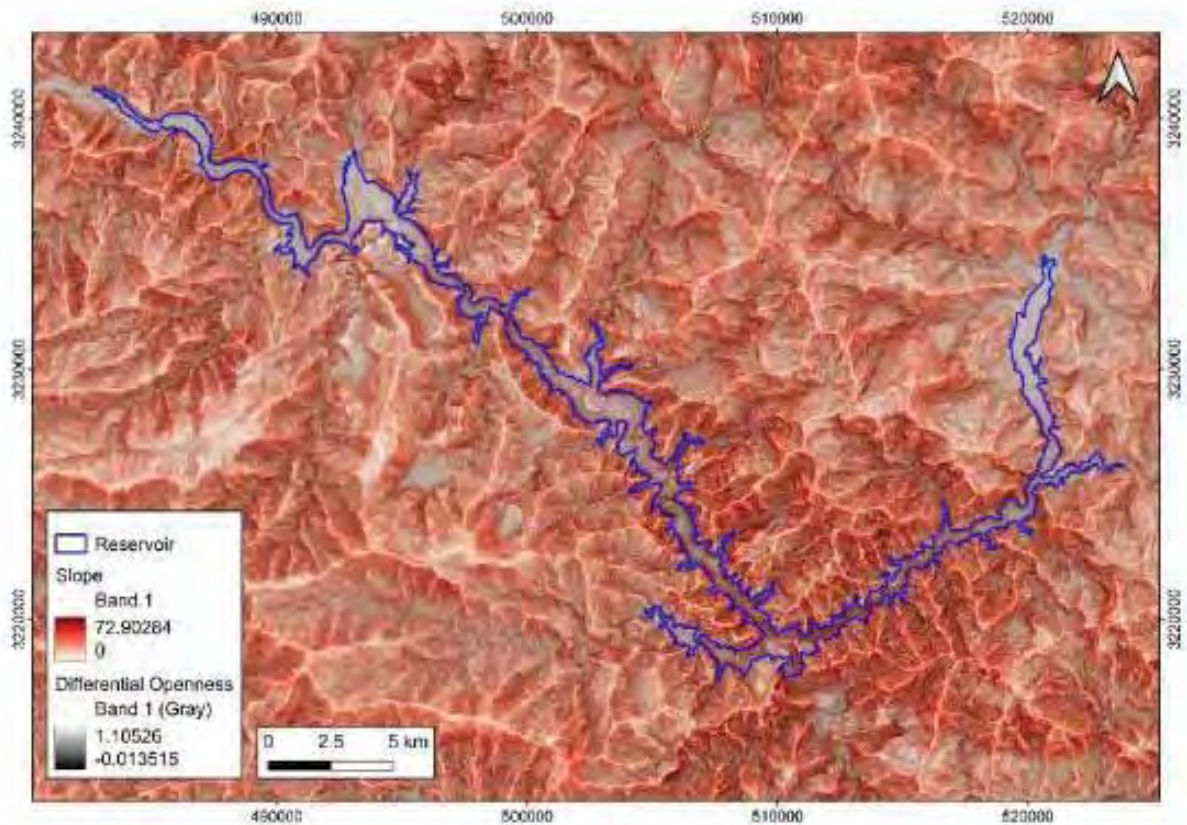 490000 500000 510000 520000
3240000 3240000
3230000 3230000
3220000 3220000
Reservoir
Slope
Band 1
72.90284
0
Differential Openness
Band 1 (Gray)
1.10526
-0.013515
0 2.5 5 km
490000 500000 510000 520000